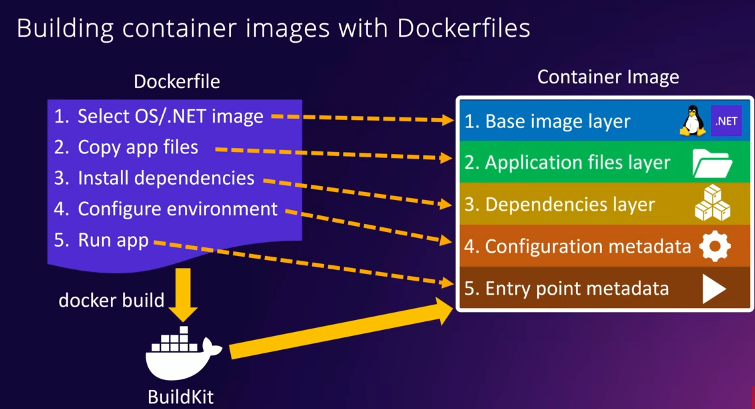 Building container images with Dockerfiles
Dockerfile
1. Select OS/.NET image
2. Copy app files
3. Install dependencies
4. Configure environment
5. Run app
docker build
BuildKit
Container Image
1. Base image layer
.NET
2. Application files layer
3. Dependencies layer
4. Configuration metadata
5. Entry point metadata